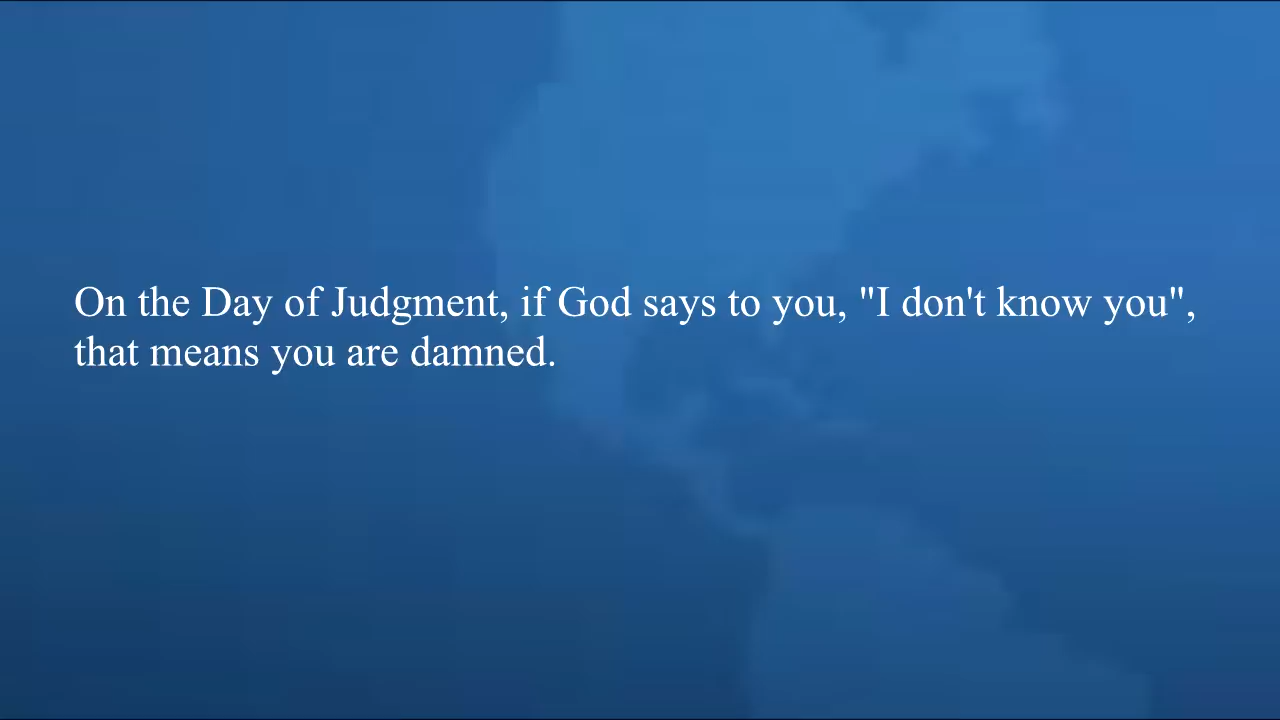 On the Day of Judgment, if God says to you, "I don't know you",
that means you are damned.